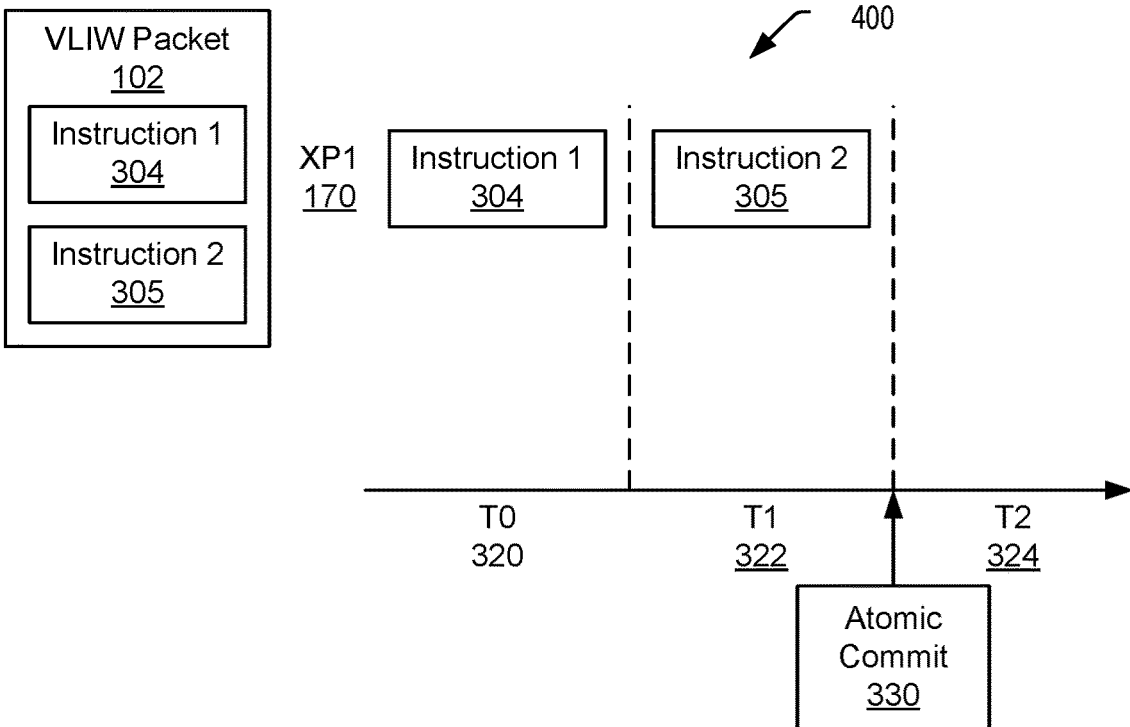 400
VLIW Packet
102
Instruction 1
304
Instruction 2
305
XP1
170
Instruction 1
304
Instruction 2
305
T0
320
T1
322
T2
324
Atomic
Commit
330